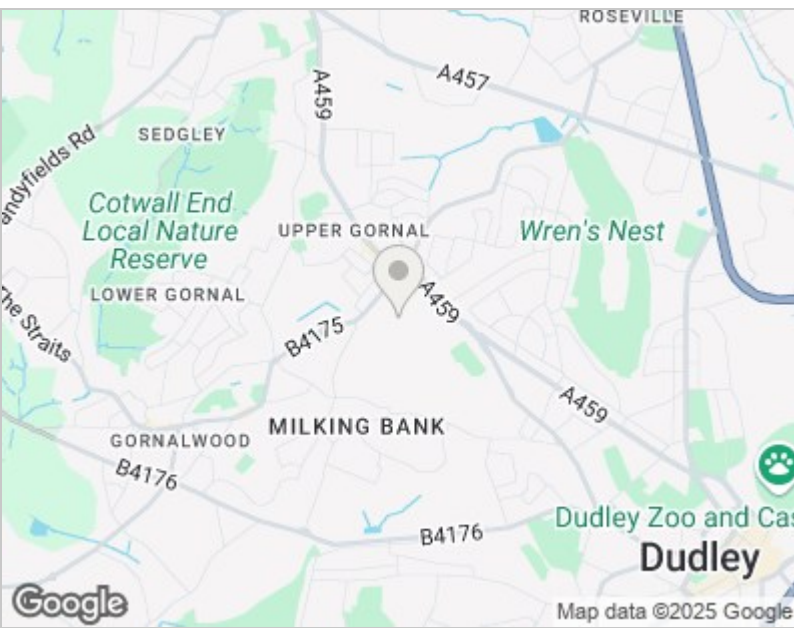 ROSEVILLE
A459
A457
andyfields Rd
SEDGLEY
Cotwall End
Local Nature
Reserve
UPPER GORNAL
Wren's Nest
LOWER GORNAL
A459
The Straits
B4175
A459
MILKING BANK
GORNALWOOD
B4176
Dudley Zoo and Cas
B4176
Dudley
Google
Map data ©2025 Google